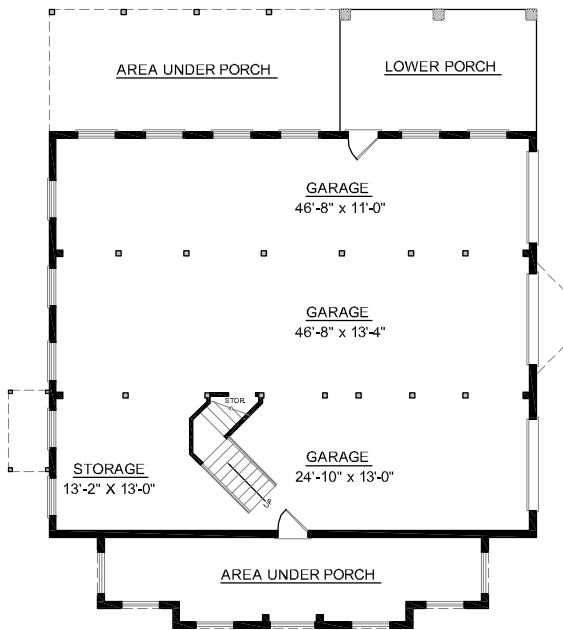 AREA UNDER PORCH
LOWER PORCH
GARAGE
46'-8" x 11'-0"
GARAGE
46'-8" x 13'-4"
STOR.
GARAGE
24'-10" x 13'-0"
STORAGE
13'-2" X 13'-0"
UP
AREA UNDER PORCH